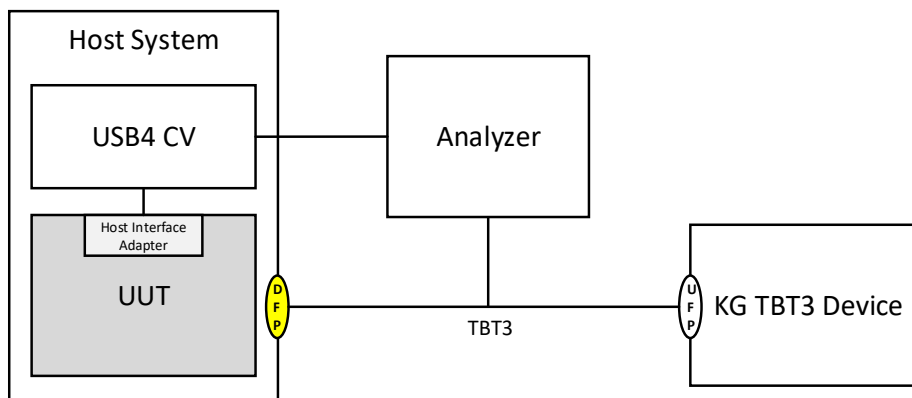 Host System
USB4 CV
Analyzer
Host Interface
Adapter
UUT
D
F
P
TBT3
U
F
P
KG TBT3 Device